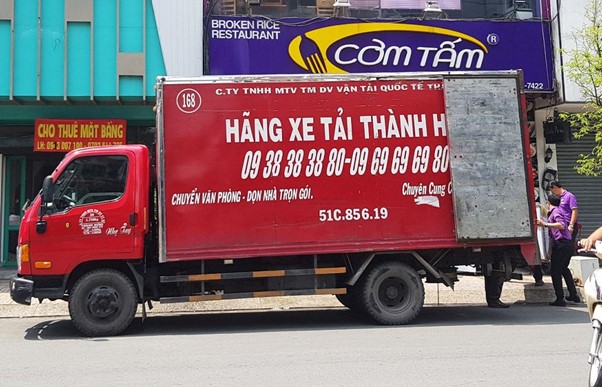 BROKEN RICE
RESTAURANT
CƠM TẤM ®
-7422
CHO THUÊ MẶT BẰNG
C.TY TNHH MTV TM DV VẬN TẢI QUỐC TẾ
168
HÃNG XE TẢI THÀNH H
09 38 38 38 80-09 69 69 69 80
CHUYỂN VĂN PHÒNG - DỌN NHÀ TRỌN GÓI.
Chuyên Cung C
51C.856.19